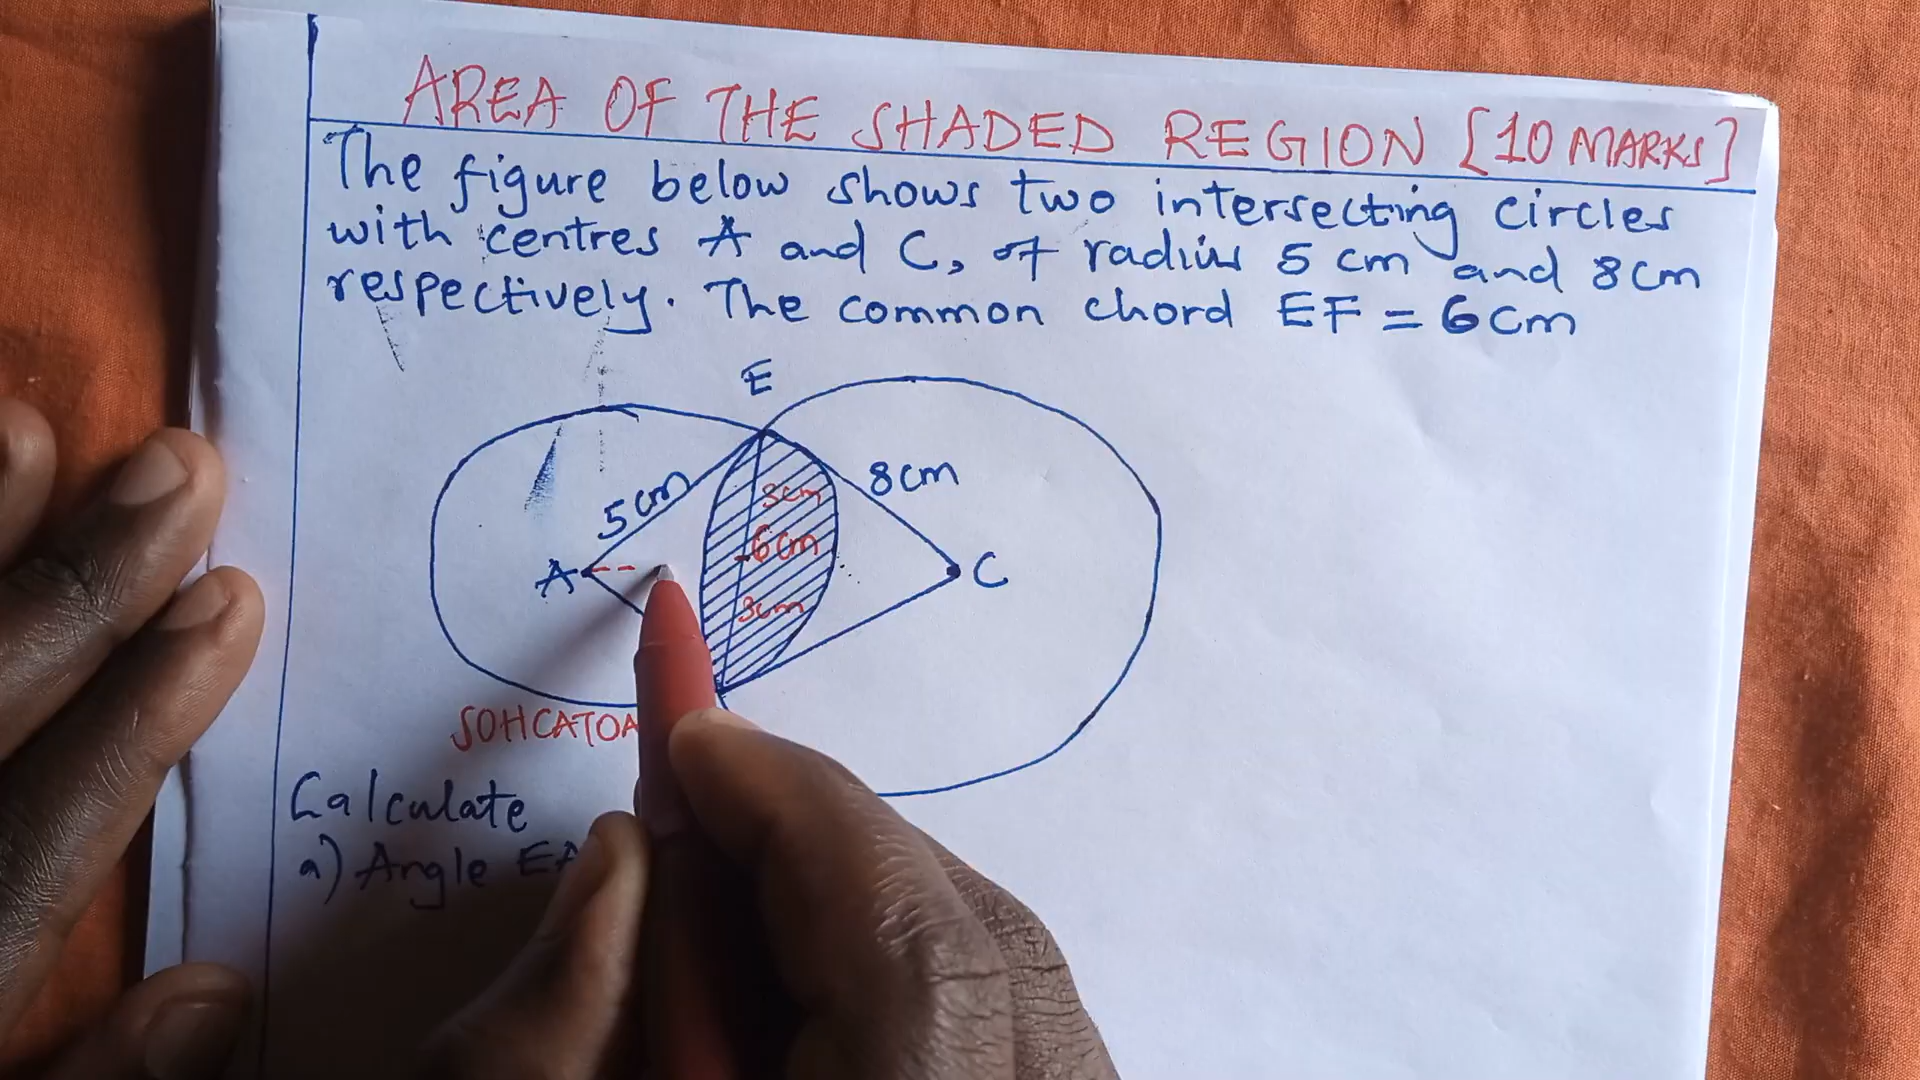 AREA OF THE SHADED REGION [10 MARKS]
The figure below shows two intersecting circles
with centres A and C, of radius 5 cm and 8cm
respectively. The common chord EF = 6cm
E
5cm
8cm
3cm
6cm
A
C
3cm
SOHCATOA
Calculate
a) Angle EA